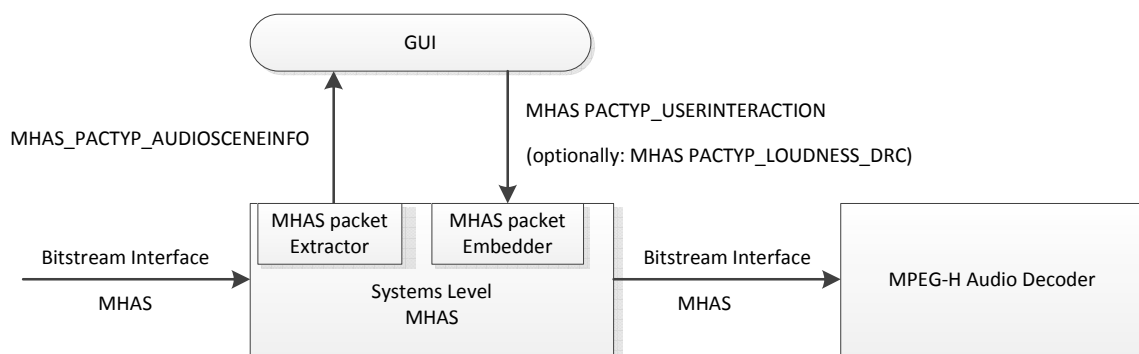 GUI
MHAS_PACTYP_AUDIOSCENEINFO
MHAS PACTYP_USERINTERACTION
(optionally: MHAS PACTYP_LOUDNESS_DRC)
MHAS packet
Extractor
MHAS packet
Embedder
Bitstream Interface
MHAS
Systems Level
MHAS
Bitstream Interface
MHAS
MPEG-H Audio Decoder